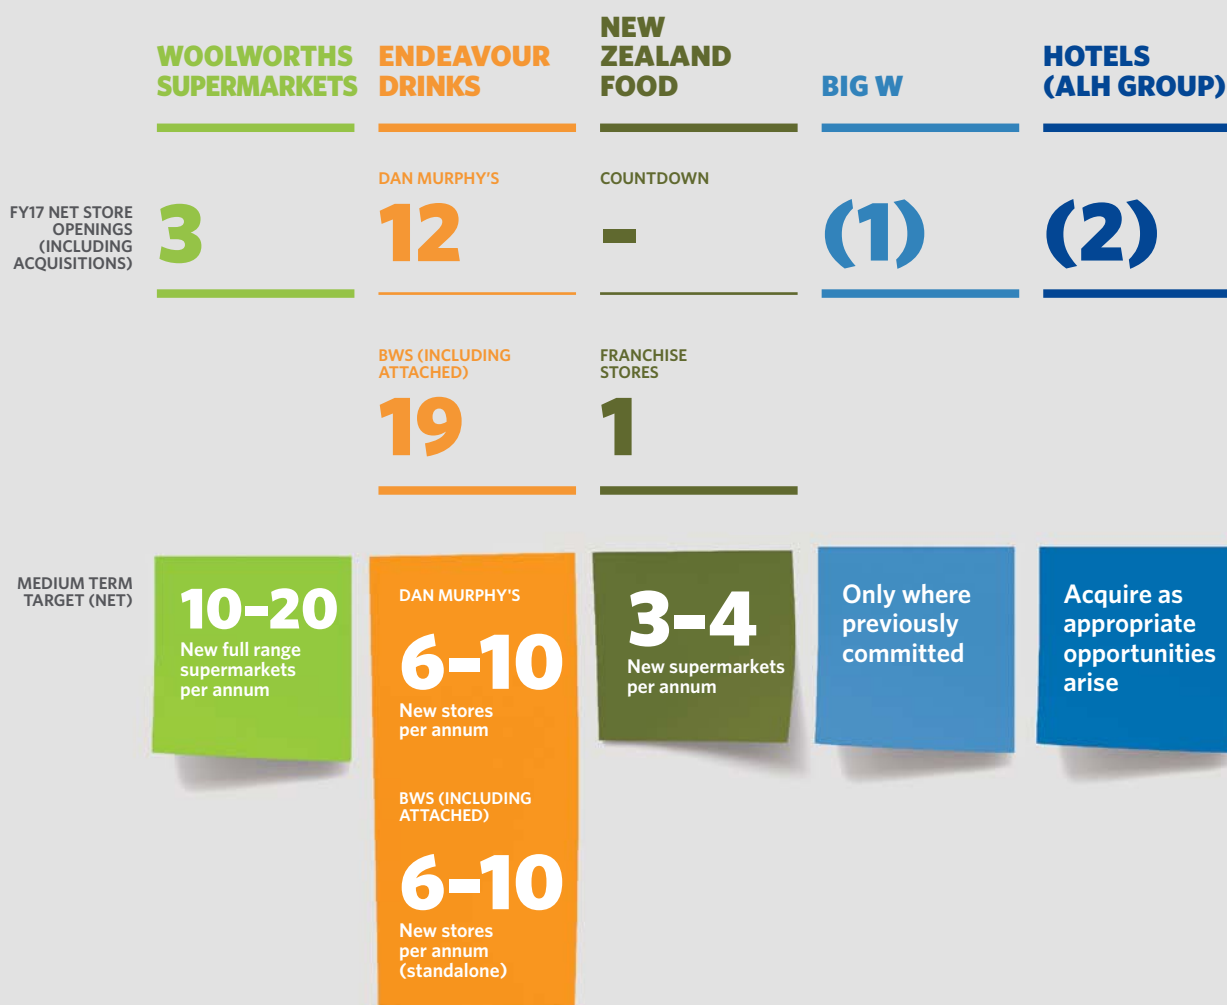 WOOLWORTHS
SUPERMARKETS
ENDEAVOUR
DRINKS
NEW
ZEALAND
FOOD
BIG W
HOTELS
(ALH GROUP)
FY17 NET STORE
OPENINGS
(INCLUDING
ACQUISITIONS)
3
DAN MURPHY'S
12
COUNTDOWN
–
(1)
(2)
BWS (INCLUDING
ATTACHED)
19
FRANCHISE
STORES
1
MEDIUM TERM
TARGET (NET)
10–20
New full range
supermarkets
per annum
DAN MURPHY'S
6–10
New stores
per annum
BWS (INCLUDING
ATTACHED)
6–10
New stores
per annum
(standalone)
3–4
New supermarkets
per annum
Only where
previously
committed
Acquire as
appropriate
opportunities
arise